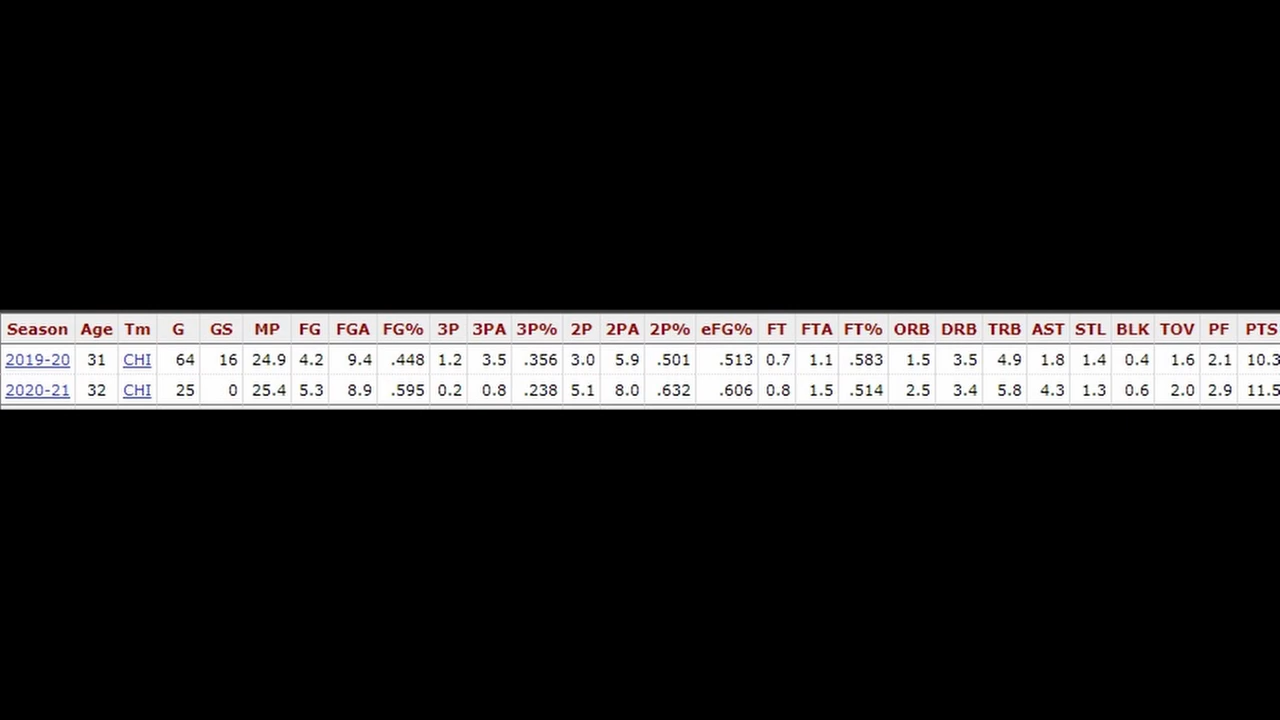 Season Age Tm G GS MP FG FGA FG% 3P 3PA 3P% 2P 2PA 2P% eFG% FT FTA FT% ORB DRB TRB AST STL BLK TOV PF PTS
2019-20 31 CHI 64 16 24.9 4.2 9.4 .448 1.2 3.5 .356 3.0 5.9 .501 .513 0.7 1.1 .583 1.5 3.5 4.9 1.8 1.4 0.4 1.6 2.1 10.3
2020-21 32 CHI 25 0 25.4 5.3 8.9 .595 0.2 0.8 .238 5.1 8.0 .632 .606 0.8 1.5 .514 2.5 3.4 5.8 4.3 1.3 0.6 2.0 2.9 11.5